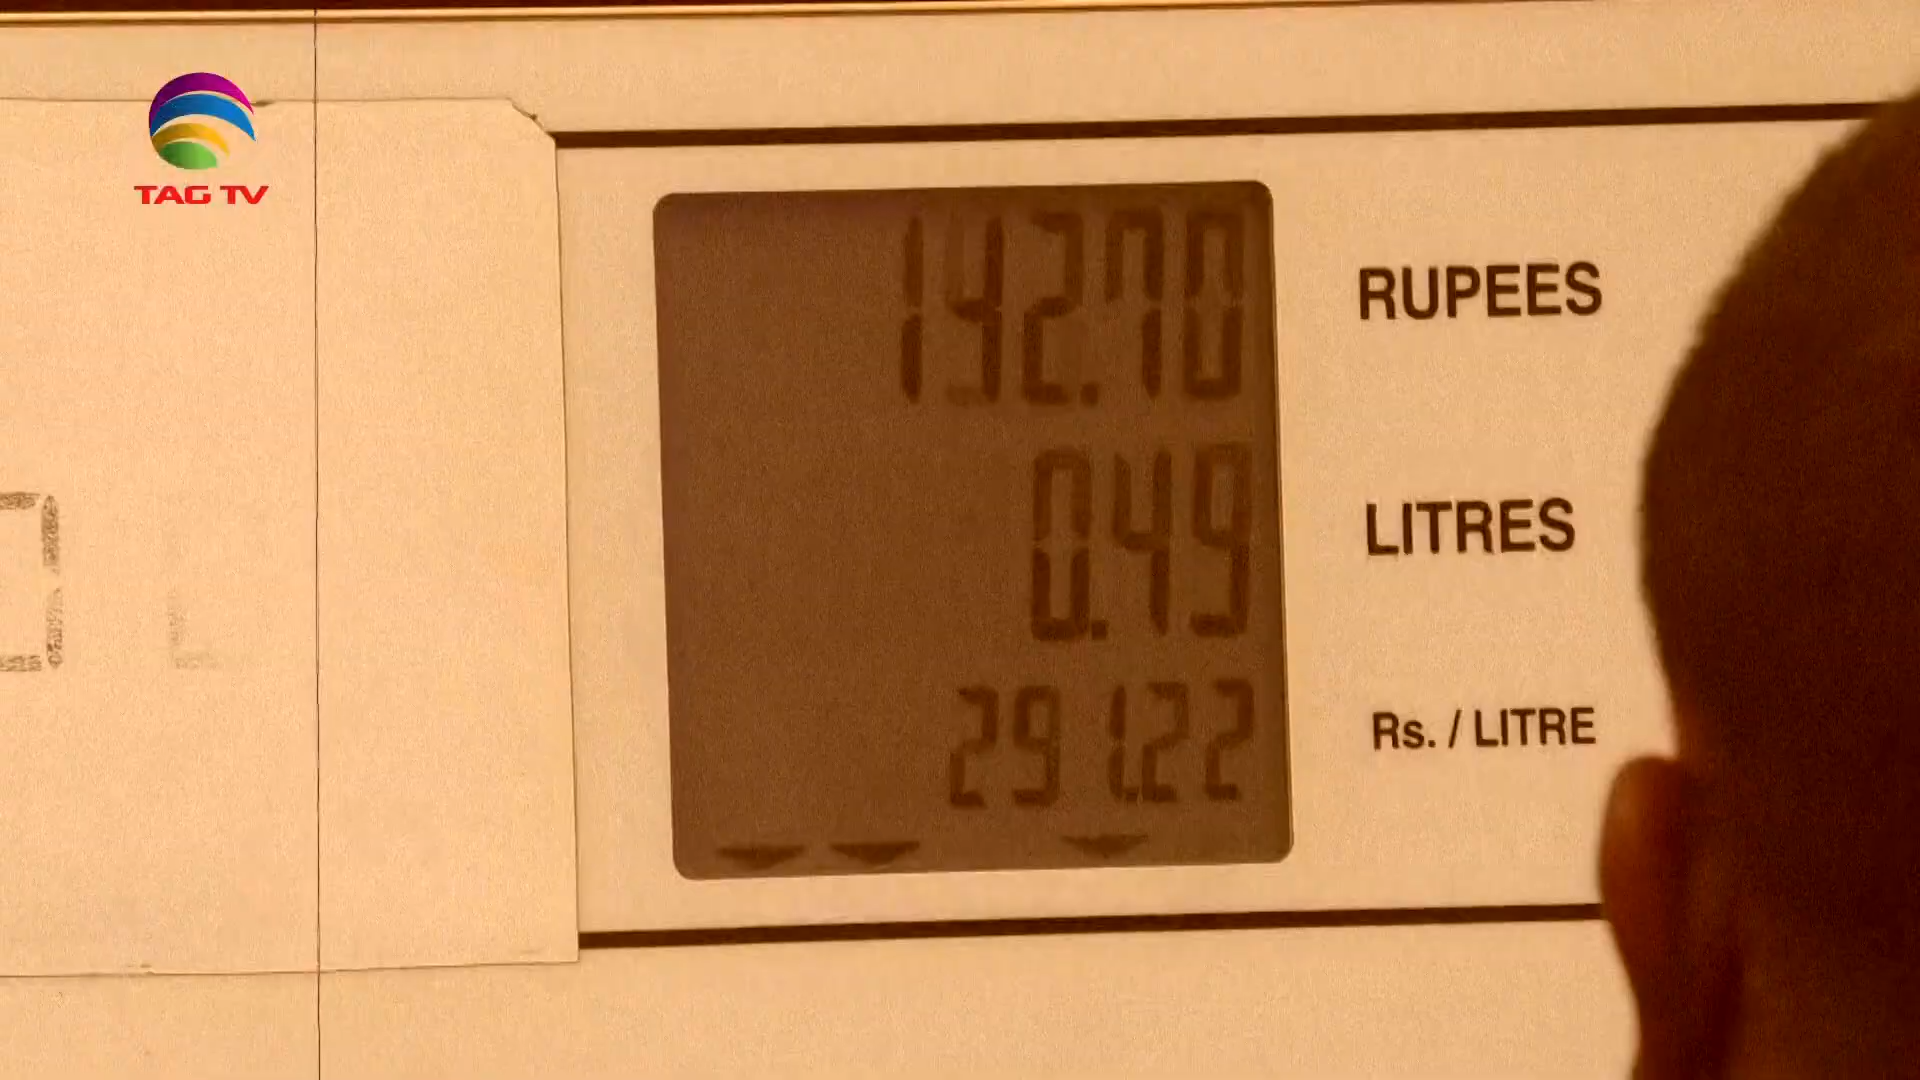 TAG TV
142.70 RUPEES
0.49 LITRES
291.22 Rs. / LITRE